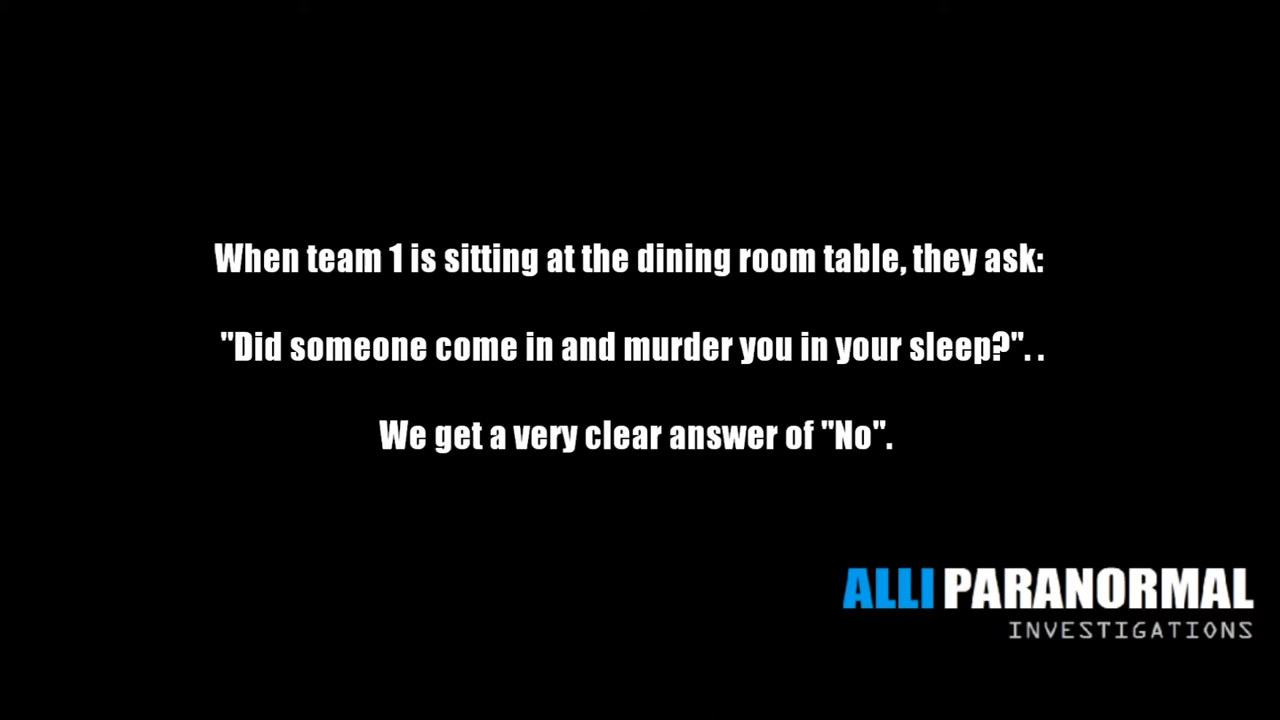 When team 1 is sitting at the dining room table, they ask:
"Did someone come in and murder you in your sleep?". .
We get a very clear answer of "No".
ALLI PARANORMAL
INVESTIGATIONS